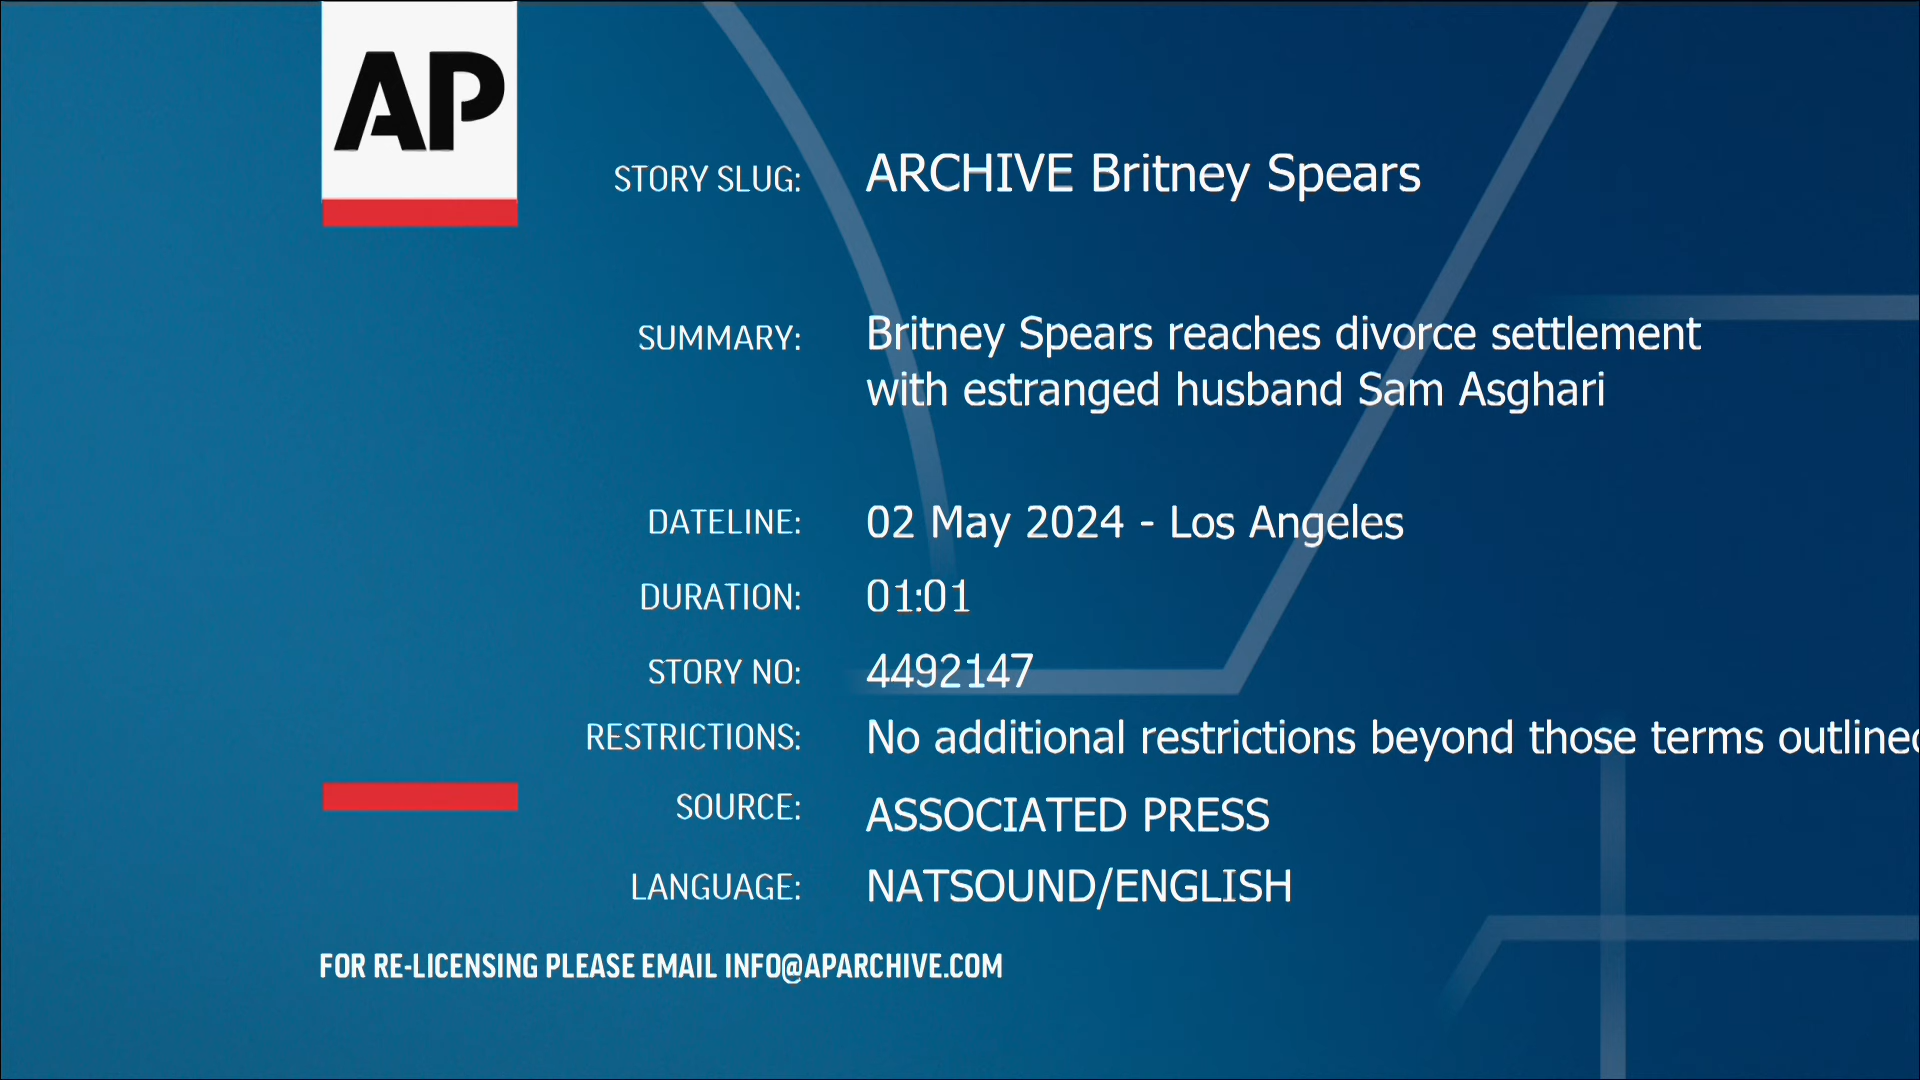 AP
STORY SLUG: ARCHIVE Britney Spears
SUMMARY: Britney Spears reaches divorce settlement
with estranged husband Sam Asghari
DATELINE: 02 May 2024 - Los Angeles
DURATION: 01:01
STORY NO: 4492147
RESTRICTIONS: No additional restrictions beyond those terms outlined
SOURCE: ASSOCIATED PRESS
LANGUAGE: NATSOUND/ENGLISH
FOR RE-LICENSING PLEASE EMAIL INFO@APARCHIVE.COM